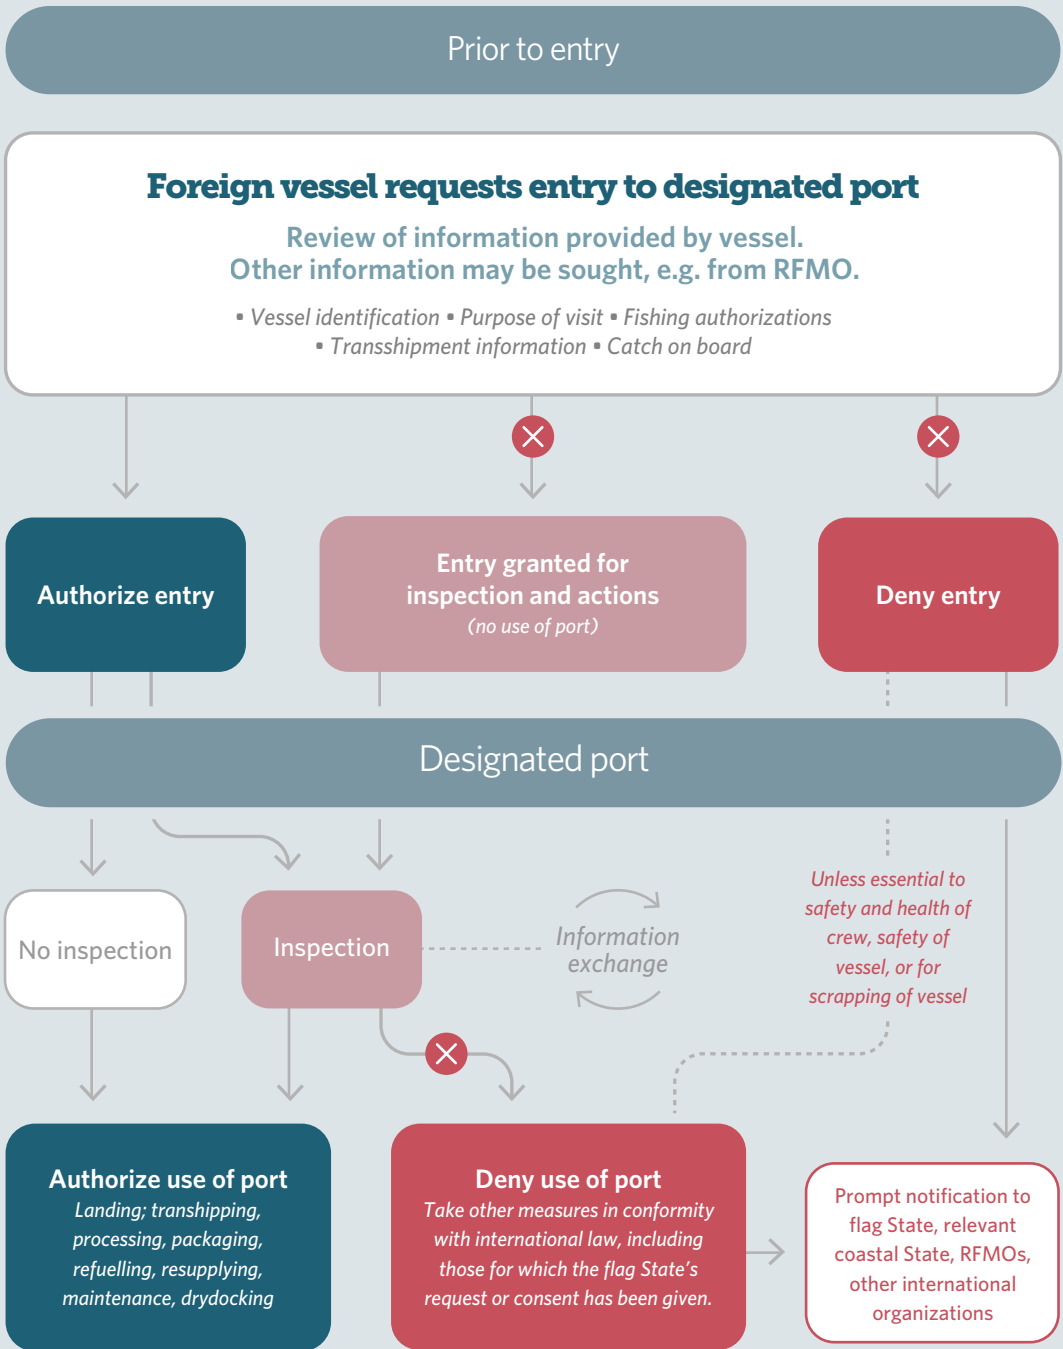 Prior to entry
Foreign vessel requests entry to designated port
Review of information provided by vessel.
Other information may be sought, e.g. from RFMO.
▪ Vessel identification ▪ Purpose of visit ▪ Fishing authorizations
▪ Transshipment information ▪ Catch on board
Authorize entry
Entry granted for
inspection and actions
(no use of port)
Deny entry
Designated port
No inspection
Inspection
Information
exchange
Unless essential to
safety and health of
crew, safety of
vessel, or for
scrapping of vessel
Authorize use of port
Landing; transhipping,
processing, packaging,
refuelling, resupplying,
maintenance, drydocking
Deny use of port
Take other measures in conformity
with international law, including
those for which the flag State’s
request or consent has been given.
Prompt notification to
flag State, relevant
coastal State, RFMOs,
other international
organizations